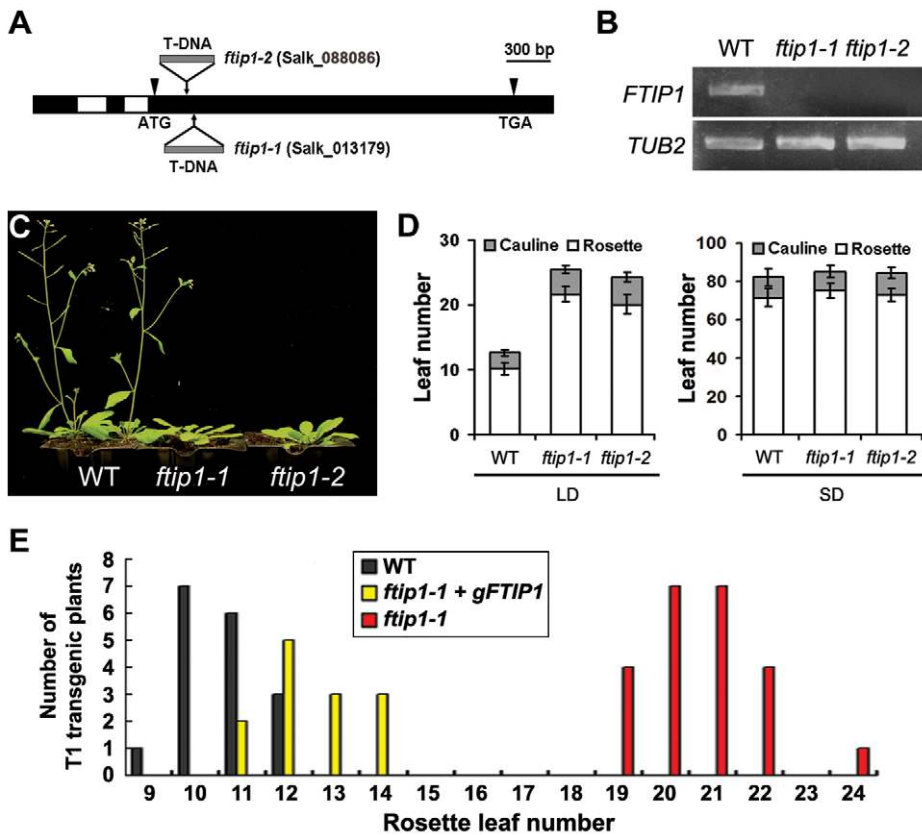 A
T-DNA
ftip1-2 (Salk_088086)
300 bp
ATG
TGA
ftip1-1 (Salk_013179)
T-DNA
B
WT ftip1-1 ftip1-2
FTIP1
TUB2
C
WT ftip1-1 ftip1-2
D
30
20
10
0
Leaf number
Cauline Rosette
WT ftip1-1 ftip1-2
LD
100
80
60
40
20
0
Leaf number
Cauline Rosette
WT ftip1-1 ftip1-2
SD
E
8
7
6
5
4
3
2
1
0
Number of
T1 transgenic plants
WT
ftip1-1 + gFTIP1
ftip1-1
9 10 11 12 13 14 15 16 17 18 19 20 21 22 23 24
Rosette leaf number